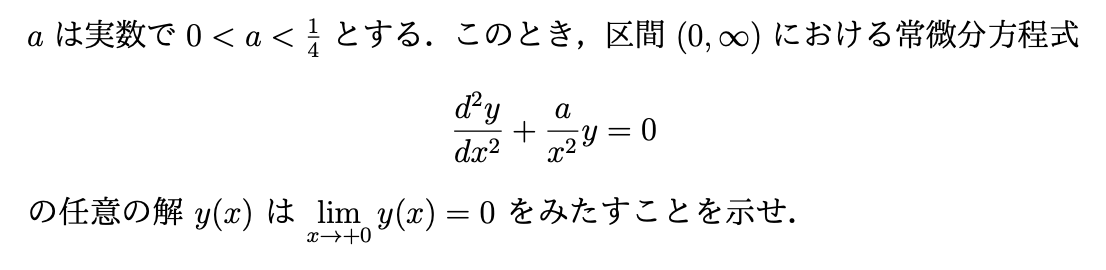 a は実数で 0 < a < 1/4 とする．このとき，区間 (0, ∞) における常微分方程式
d²y/dx² + a/x² y = 0
の任意の解 y(x) は lim_{x→+0} y(x) = 0 をみたすことを示せ．